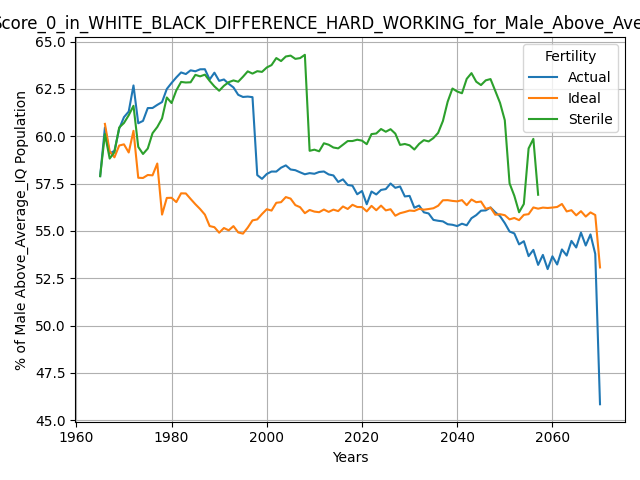 Score_0_in_WHITE_BLACK_DIFFERENCE_HARD_WORKING_for_Male_Above_Ave
65.0
62.5
60.0
57.5
55.0
52.5
50.0
47.5
45.0
% of Male Above_Average_IQ Population
Fertility
Actual
Ideal
Sterile
1960
1980
2000
2020
2040
2060
Years